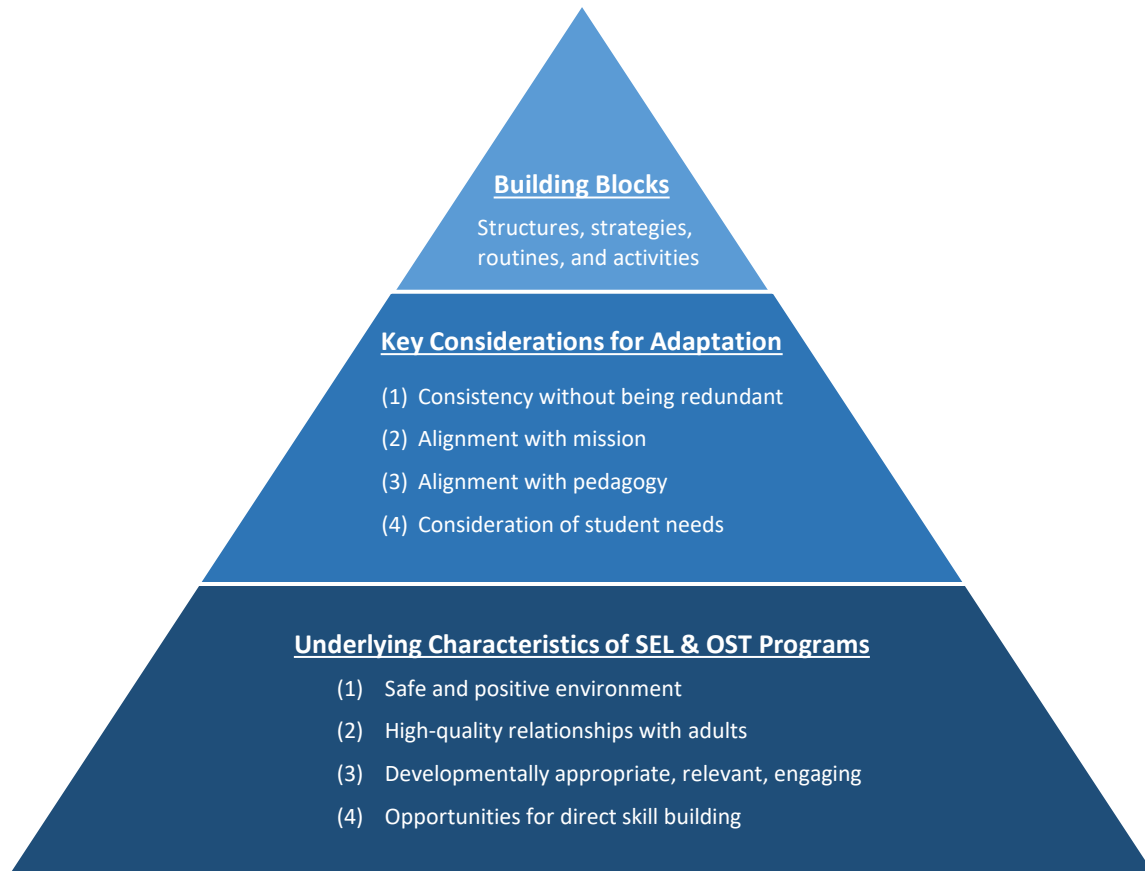 Building Blocks
Structures, strategies,
routines, and activities
Key Considerations for Adaptation
(1) Consistency without being redundant
(2) Alignment with mission
(3) Alignment with pedagogy
(4) Consideration of student needs
Underlying Characteristics of SEL & OST Programs
(1) Safe and positive environment
(2) High-quality relationships with adults
(3) Developmentally appropriate, relevant, engaging
(4) Opportunities for direct skill building